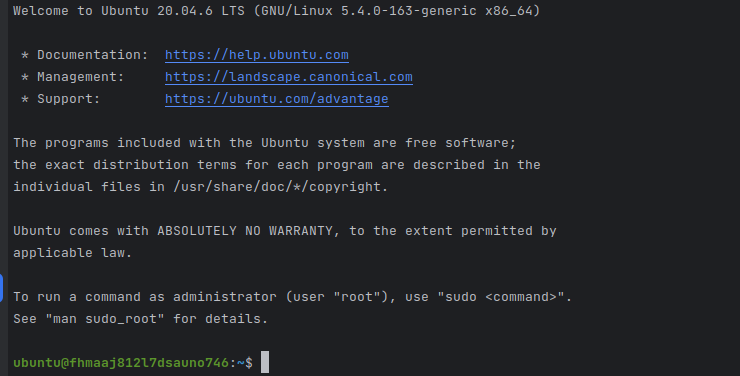 Welcome to Ubuntu 20.04.6 LTS (GNU/Linux 5.4.0-163-generic x86_64)
* Documentation:  https://help.ubuntu.com
* Management:     https://landscape.canonical.com
* Support:        https://ubuntu.com/advantage
The programs included with the Ubuntu system are free software;
the exact distribution terms for each program are described in the
individual files in /usr/share/doc/*/copyright.
Ubuntu comes with ABSOLUTELY NO WARRANTY, to the extent permitted by
applicable law.
To run a command as administrator (user "root"), use "sudo <command>".
See "man sudo_root" for details.
ubuntu@fhmaaj812l7dsauno746:~$